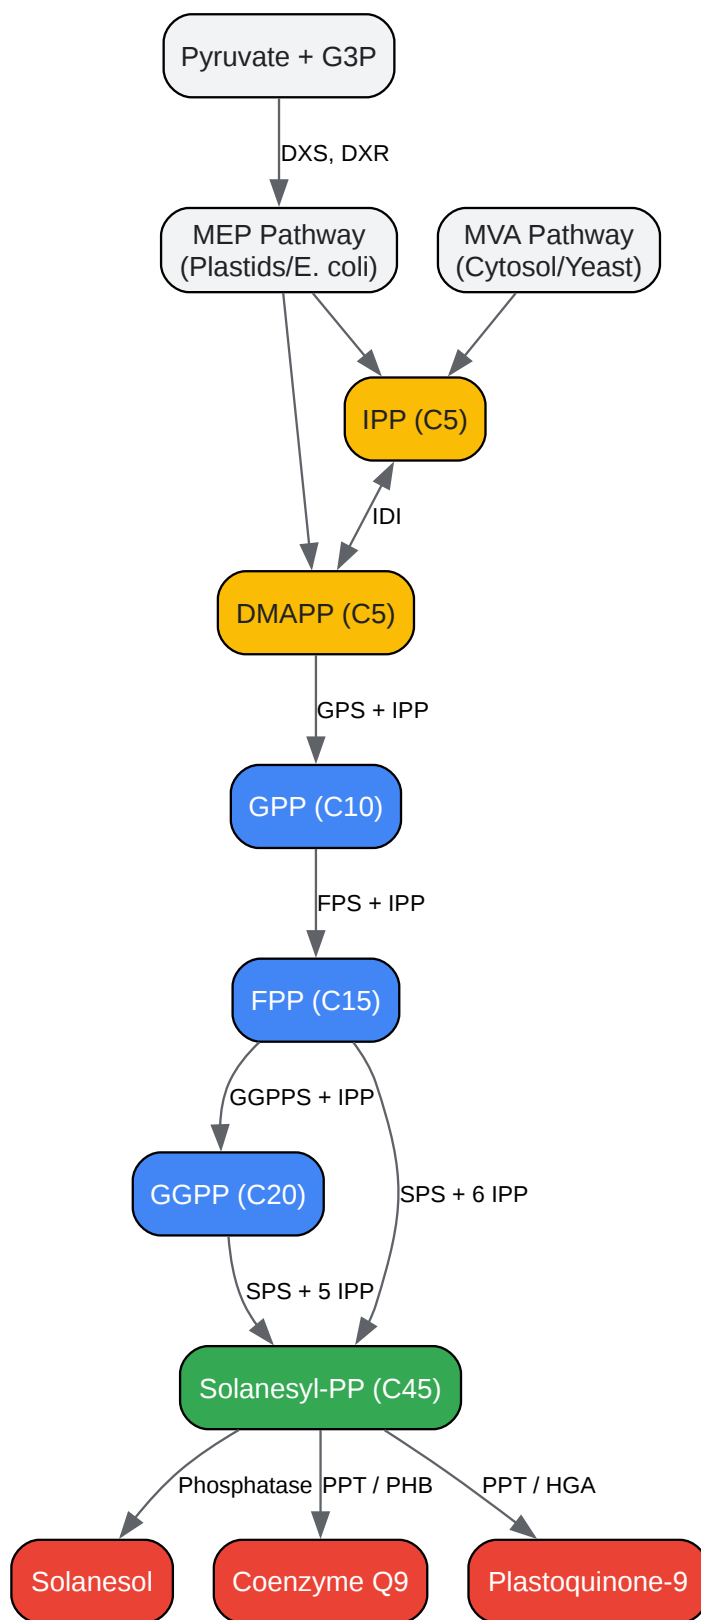 Pyruvate + G3P
DXS, DXR
MEP Pathway
(Plastids/E. coli)
MVA Pathway
(Cytosol/Yeast)
IPP (C5)
IDI
DMAPP (C5)
GPS + IPP
GPP (C10)
FPS + IPP
FPP (C15)
GGPPS + IPP
GGPP (C20)
SPS + 6 IPP
SPS + 5 IPP
Solanesyl-PP (C45)
Phosphatase
PPT / PHB
PPT / HGA
Solanesol
Coenzyme Q9
Plastoquinone-9